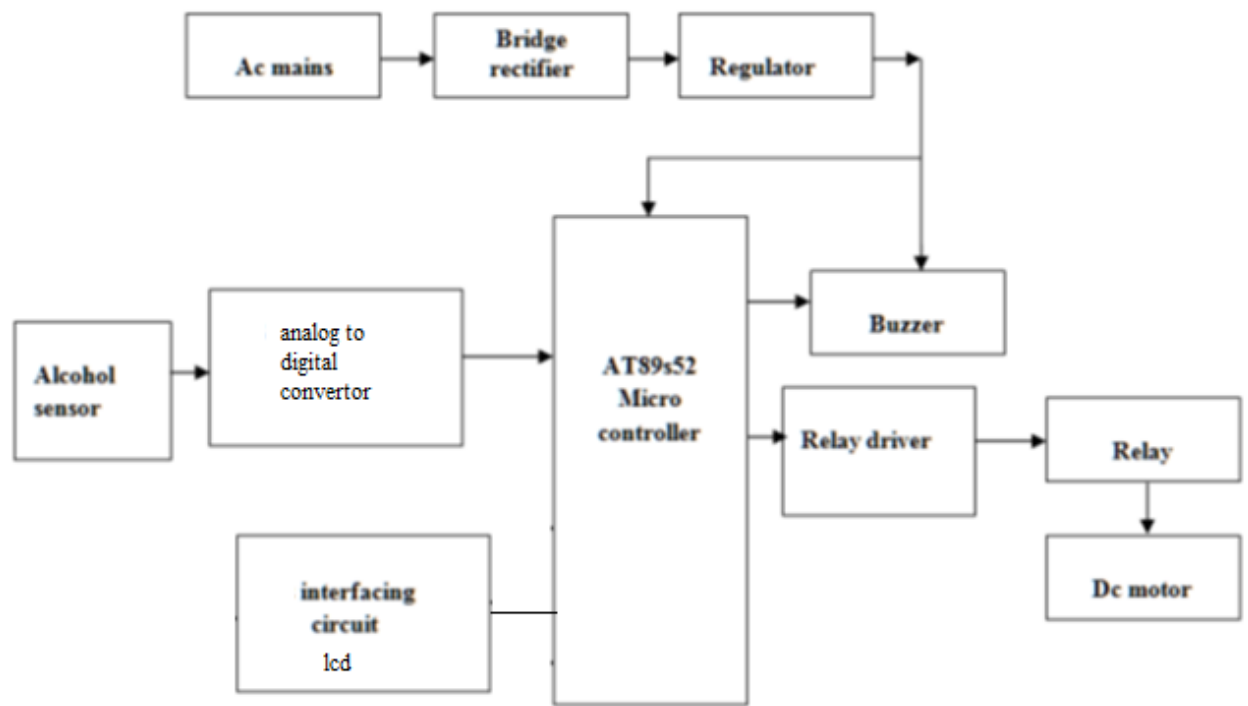 Ac mains
Bridge
rectifier
Regulator
Alcohol
sensor
analog to
digital
convertor
AT89s52
Micro
controller
Buzzer
Relay driver
Relay
Dc motor
interfacing
circuit
lcd